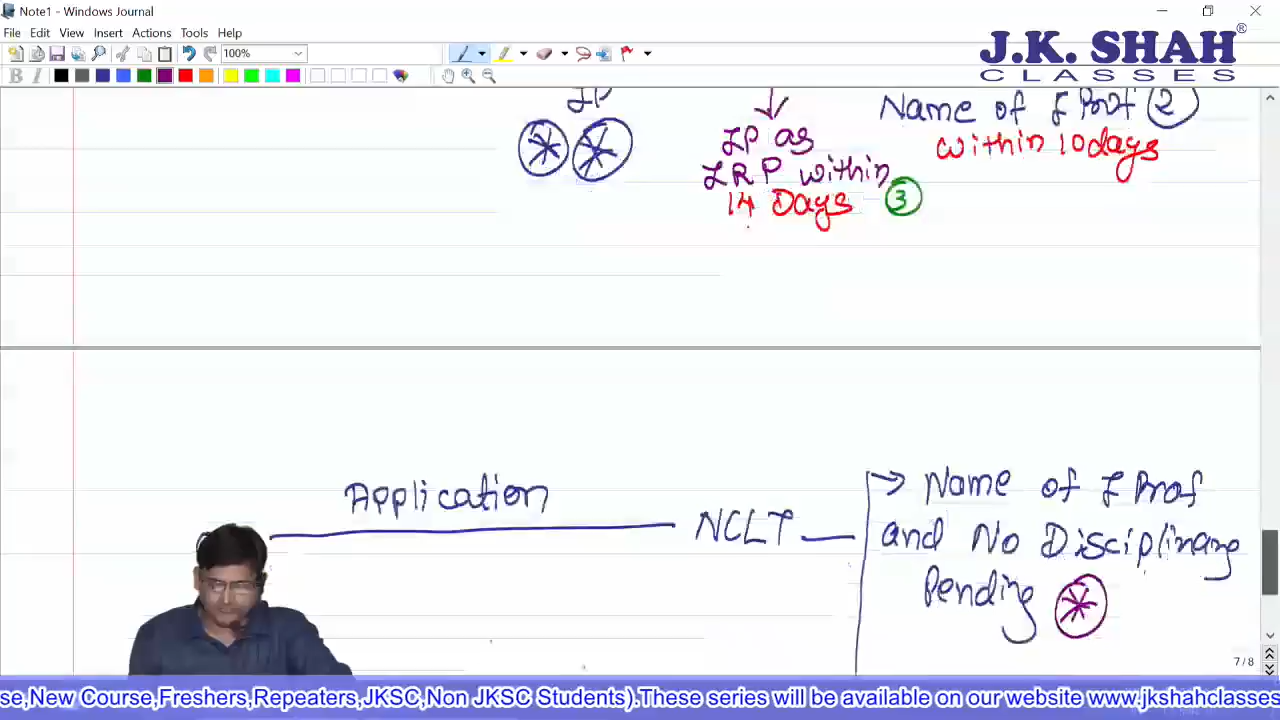 Note1 - Windows Journal
File Edit View Insert Actions Tools Help
100%
J.K. SHAH®
CLASSES
IP
IP as
IRP within
14 Days 3
Name of I Prof 2
within 10 days
Application
NCLT
Name of I Prof
and No Disciplinary
Pending
7 / 8
se,New Course,Freshers,Repeaters,JKSC,Non JKSC Students).These series will be available on our website www.jkshahclasses